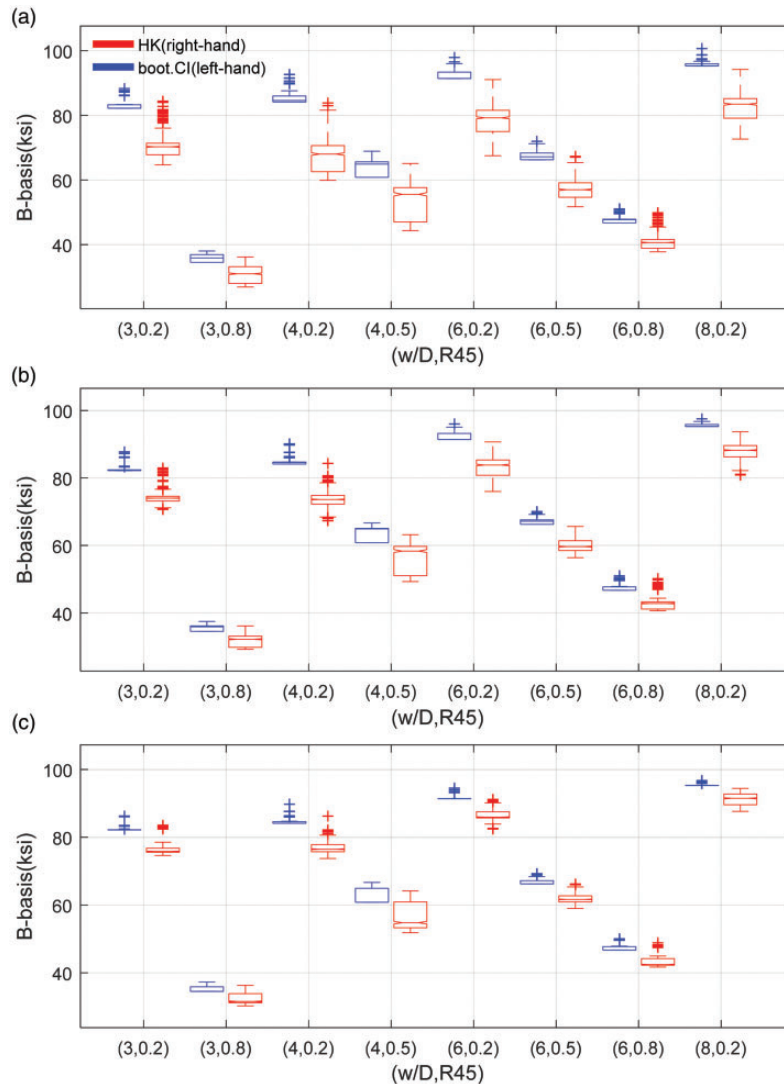 (a)
100
80
60
40
B-basis(ksi)
HK(right-hand)
boot.CI(left-hand)
(3,0.2) (3,0.8) (4,0.2) (4,0.5) (6,0.2) (6,0.5) (6,0.8) (8,0.2)
(w/D,R45)
(b)
100
80
60
40
B-basis(ksi)
(3,0.2) (3,0.8) (4,0.2) (4,0.5) (6,0.2) (6,0.5) (6,0.8) (8,0.2)
(w/D,R45)
(c)
100
80
60
40
B-basis(ksi)
(3,0.2) (3,0.8) (4,0.2) (4,0.5) (6,0.2) (6,0.5) (6,0.8) (8,0.2)
(w/D,R45)